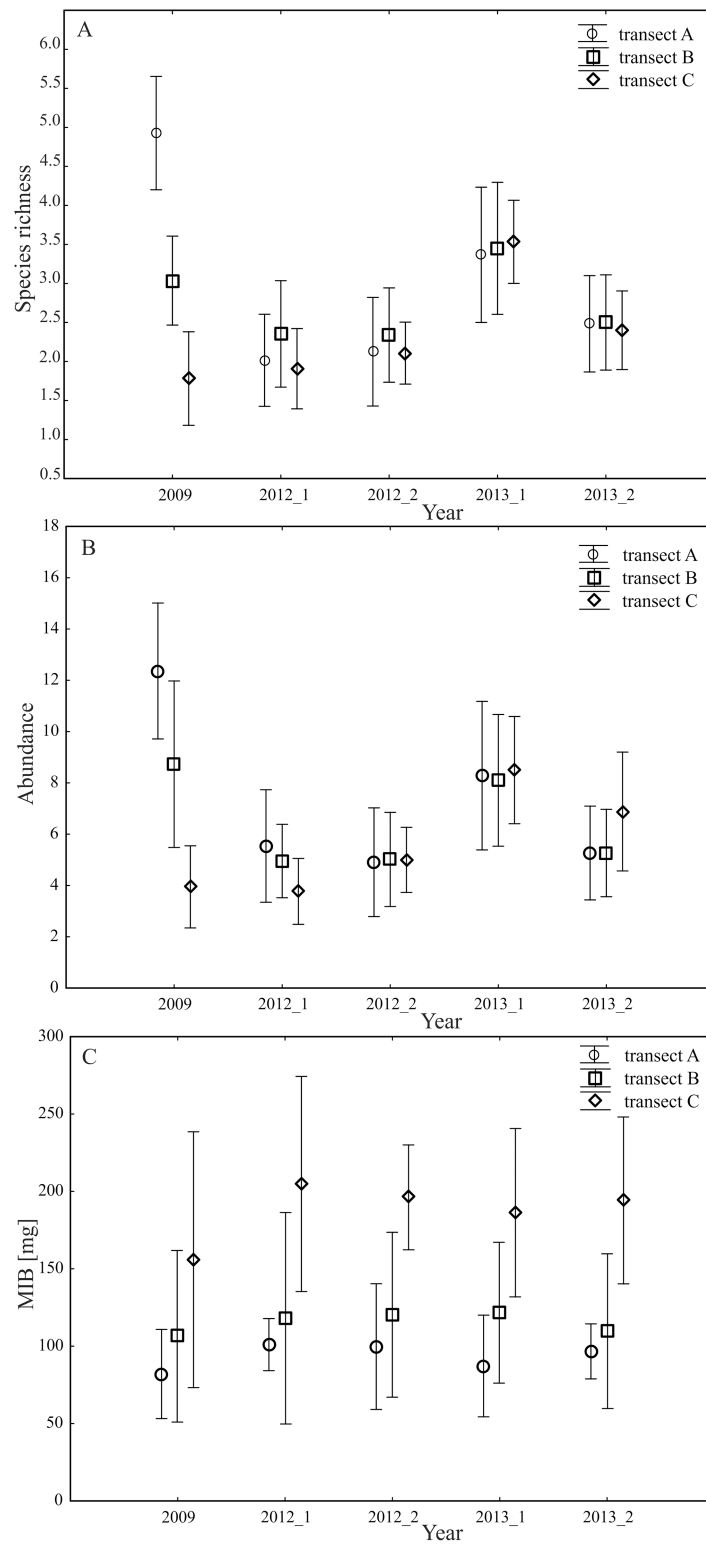 A
transect A
transect B
transect C
6.0
5.5
5.0
4.5
4.0
3.5
3.0
2.5
2.0
1.5
1.0
0.5
Species richness
2009
2012_1
2012_2
2013_1
2013_2
Year
B
transect A
transect B
transect C
18
16
14
12
10
8
6
4
2
0
Abundance
2009
2012_1
2012_2
2013_1
2013_2
Year
C
transect A
transect B
transect C
300
250
200
150
100
50
0
MIB [mg]
2009
2012_1
2012_2
2013_1
2013_2
Year